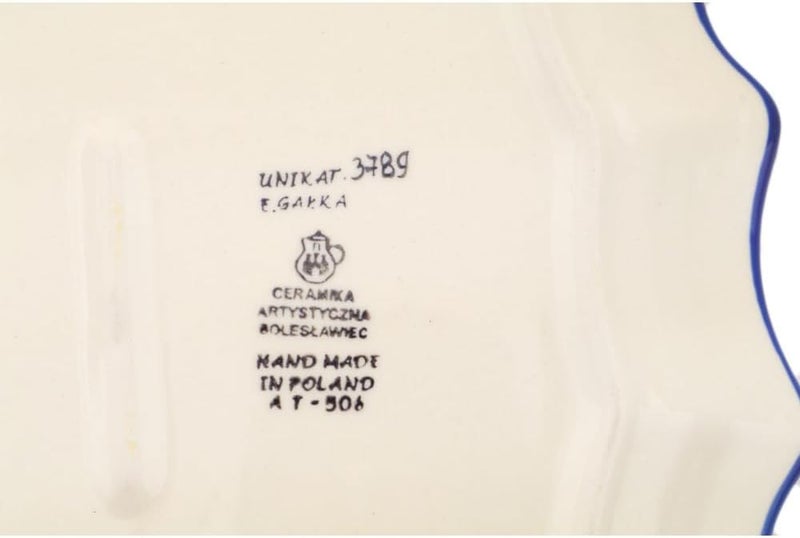 UNIKAT. 3789
E. GAŁKA
CERAMIKA
ARTYSTYCZNA
BOLESŁAWIEC
HAND MADE
IN POLAND
A T - 506